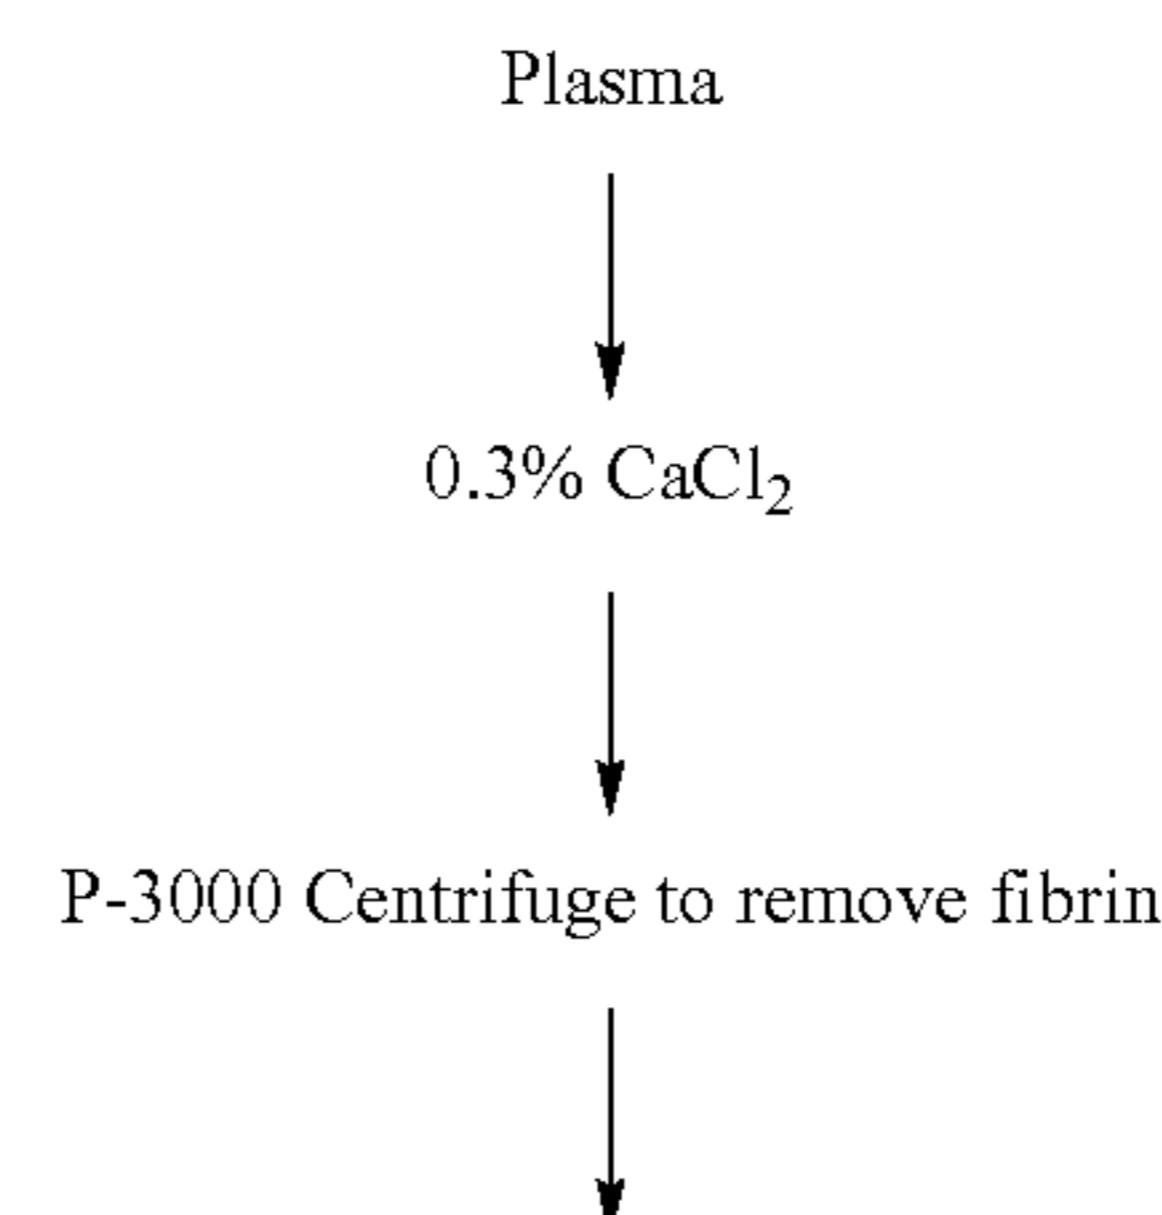 Plasma
0.3% CaCl₂
P-3000 Centrifuge to remove fibrin